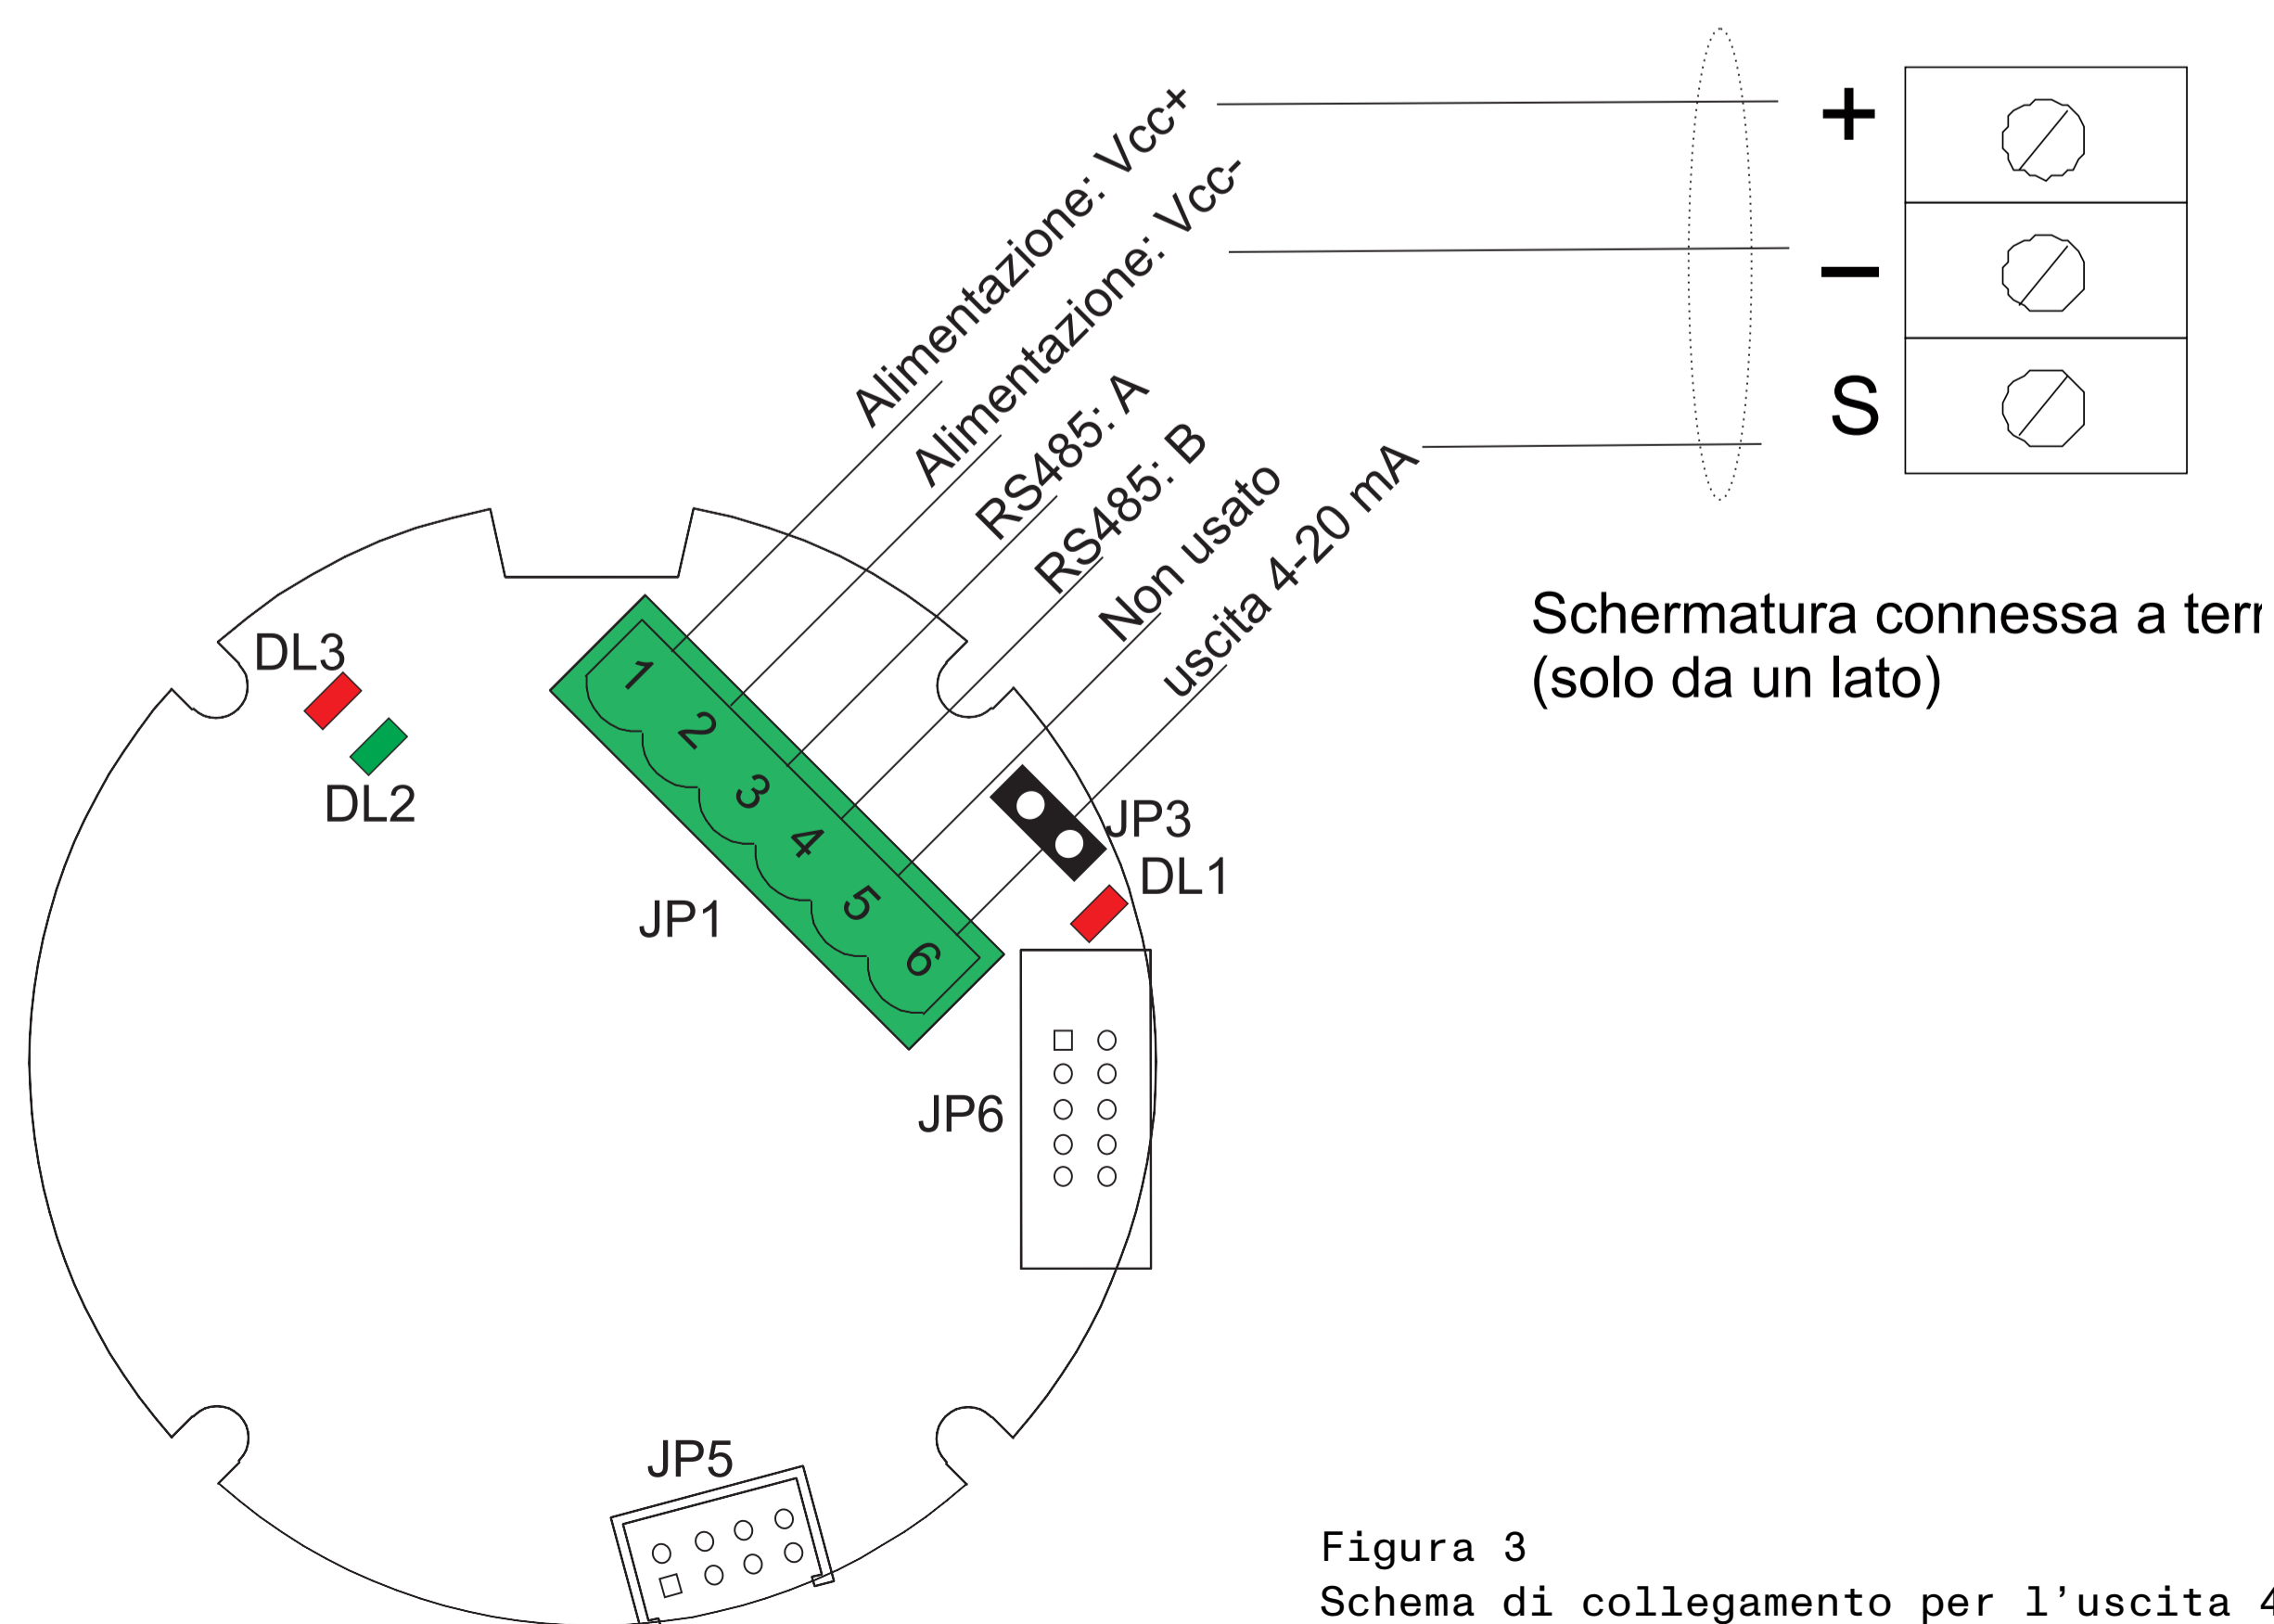 Alimentazione: Vcc+
Alimentazione: Vcc-
RS485: A
RS485: B
Non usato
uscita 4-20 mA
+
–
S
Schermatura connessa a
(solo da un lato)
DL3
DL2
1
2
3
4
5
6
JP1
JP3
DL1
JP6
JP5
Figura 3
Schema di collegamento per l'uscita